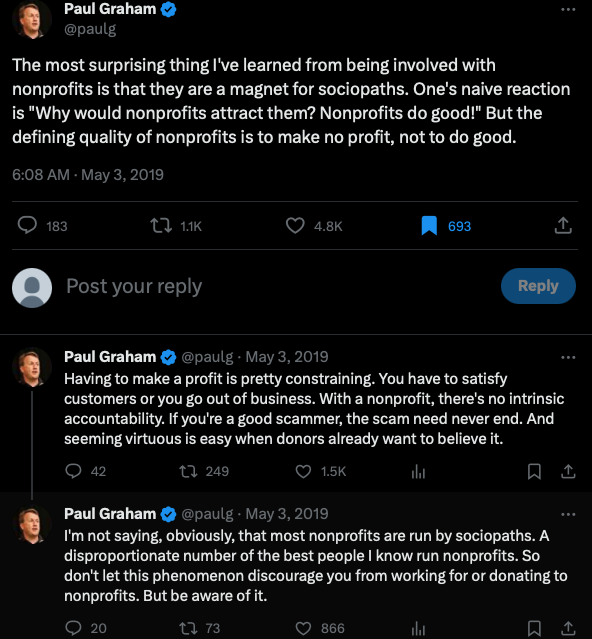 Paul Graham
@paulg
The most surprising thing I've learned from being involved with
nonprofits is that they are a magnet for sociopaths. One's naive reaction
is "Why would nonprofits attract them? Nonprofits do good!" But the
defining quality of nonprofits is to make no profit, not to do good.
6:08 AM · May 3, 2019
183 1.1K 4.8K 693
Post your reply Reply
Paul Graham @paulg · May 3, 2019
Having to make a profit is pretty constraining. You have to satisfy
customers or you go out of business. With a nonprofit, there's no intrinsic
accountability. If you're a good scammer, the scam need never end. And
seeming virtuous is easy when donors already want to believe it.
42 249 1.5K
Paul Graham @paulg · May 3, 2019
I'm not saying, obviously, that most nonprofits are run by sociopaths. A
disproportionate number of the best people I know run nonprofits. So
don't let this phenomenon discourage you from working for or donating to
nonprofits. But be aware of it.
20 73 866